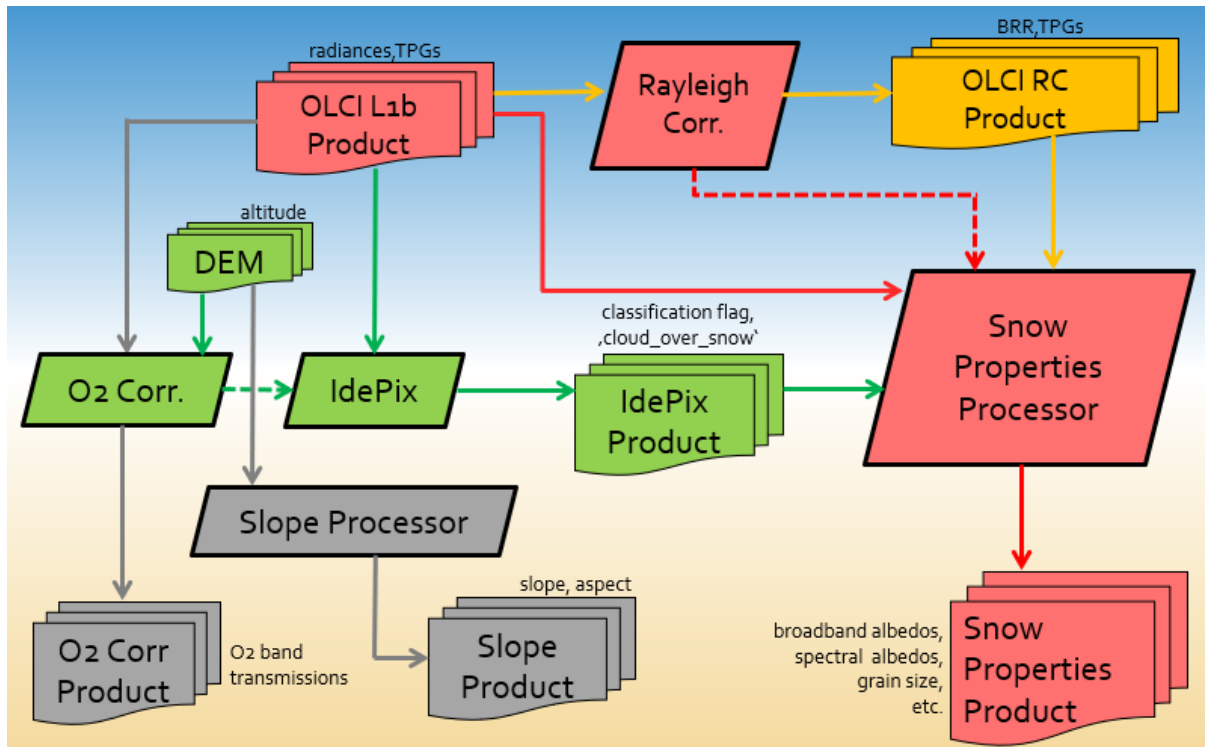 radiances,TPGs
OLCI L1b
Product
Rayleigh
Corr.
BRR,TPGs
OLCI RC
Product
altitude
DEM
classification flag,
‚cloud_over_snow‘
O2 Corr.
IdePix
IdePix
Product
Snow
Properties
Processor
Slope Processor
slope, aspect
O2 Corr
Product
O2 band
transmissions
Slope
Product
broadband albedos,
spectral albedos,
grain size,
etc.
Snow
Properties
Product